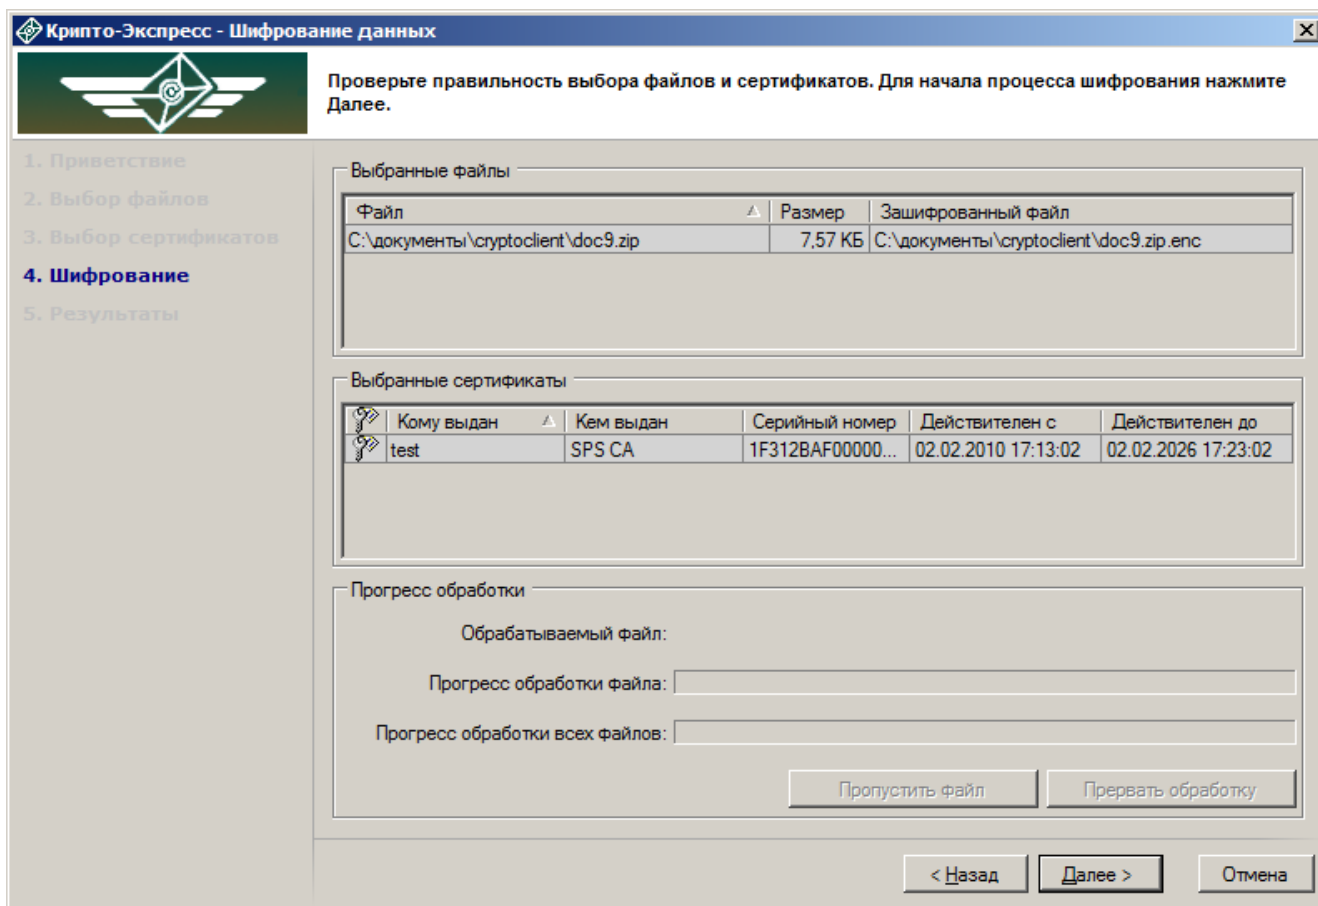 Крипто-Экспресс - Шифрование данных
Проверьте правильность выбора файлов и сертификатов. Для начала процесса шифрования нажмите
Далее.
1. Приветствие
2. Выбор файлов
3. Выбор сертификатов
4. Шифрование
5. Результаты
Выбранные файлы
Файл Размер Зашифрованный файл
C:\документы\cryptoclient\doc9.zip 7,57 КБ C:\документы\cryptoclient\doc9.zip.enc
Выбранные сертификаты
Кому выдан Кем выдан Серийный номер Действителен с Действителен до
test SPS CA 1F312BAF00000... 02.02.2010 17:13:02 02.02.2026 17:23:02
Прогресс обработки
Обрабатываемый файл:
Прогресс обработки файла:
Прогресс обработки всех файлов:
Пропустить файл Прервать обработку
< Назад Далее > Отмена